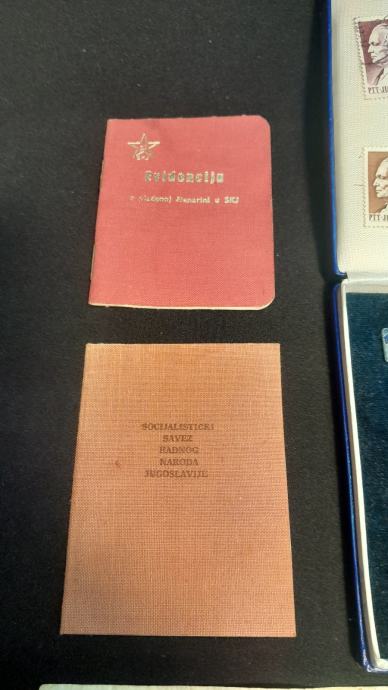 Evidencija
o plaćenoj članarini u SKJ
SOCIJALISTIČKI
SAVEZ
RADNOG
NARODA
JUGOSLAVIJE